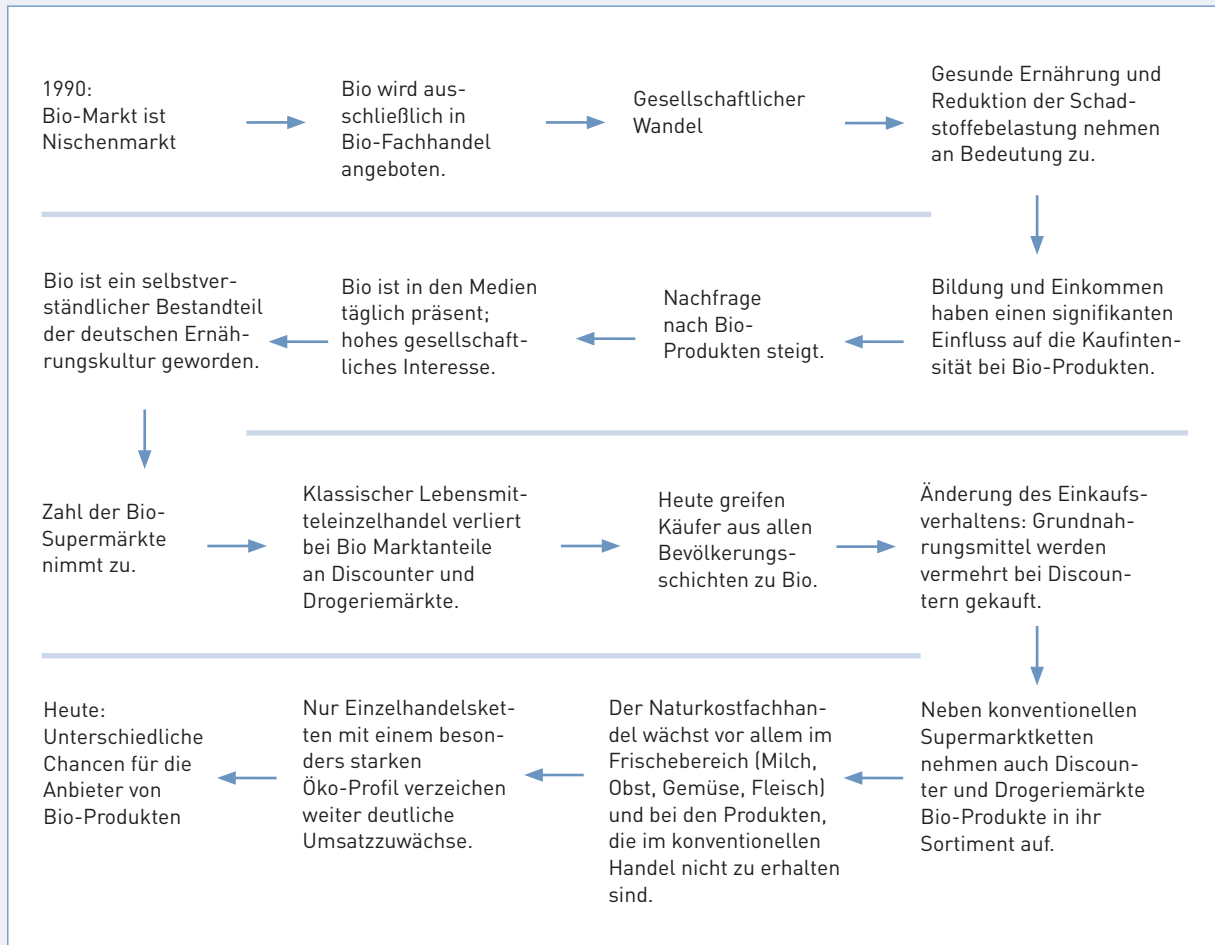 1990:
Bio-Markt ist
Nischenmarkt
Bio wird aus-
schließlich in
Bio-Fachhandel
angeboten.
Gesellschaftlicher
Wandel
Gesunde Ernährung und
Reduktion der Schad-
stoffebelastung nehmen
an Bedeutung zu.
Bildung und Einkommen
haben einen signifikanten
Einfluss auf die Kaufinten-
sität bei Bio-Produkten.
Nachfrage
nach Bio-
Produkten steigt.
Bio ist in den Medien
täglich präsent;
hohes gesellschaft-
liches Interesse.
Bio ist ein selbstver-
ständlicher Bestandteil
der deutschen Ernäh-
rungskultur geworden.
Zahl der Bio-
Supermärkte
nimmt zu.
Klassischer Lebensmit-
teleinzelhandel verliert
bei Bio Marktanteile
an Discounter und
Drogeriemärkte.
Heute greifen
Käufer aus allen
Bevölkerungs-
schichten zu Bio.
Änderung des Einkaufs-
verhaltens: Grundnah-
rungsmittel werden
vermehrt bei Discoun-
tern gekauft.
Neben konventionellen
Supermarktketten
nehmen auch Discoun-
ter und Drogeriemärkte
Bio-Produkte in ihr
Sortiment auf.
Der Naturkostfachhan-
del wächst vor allem im
Frischebereich (Milch,
Obst, Gemüse, Fleisch)
und bei den Produkten,
die im konventionellen
Handel nicht zu erhalten
sind.
Nur Einzelhandelsket-
ten mit einem beson-
ders starken
Öko-Profil verzeichen
weiter deutliche
Umsatzzuwächse.
Heute:
Unterschiedliche
Chancen für die
Anbieter von
Bio-Produkten